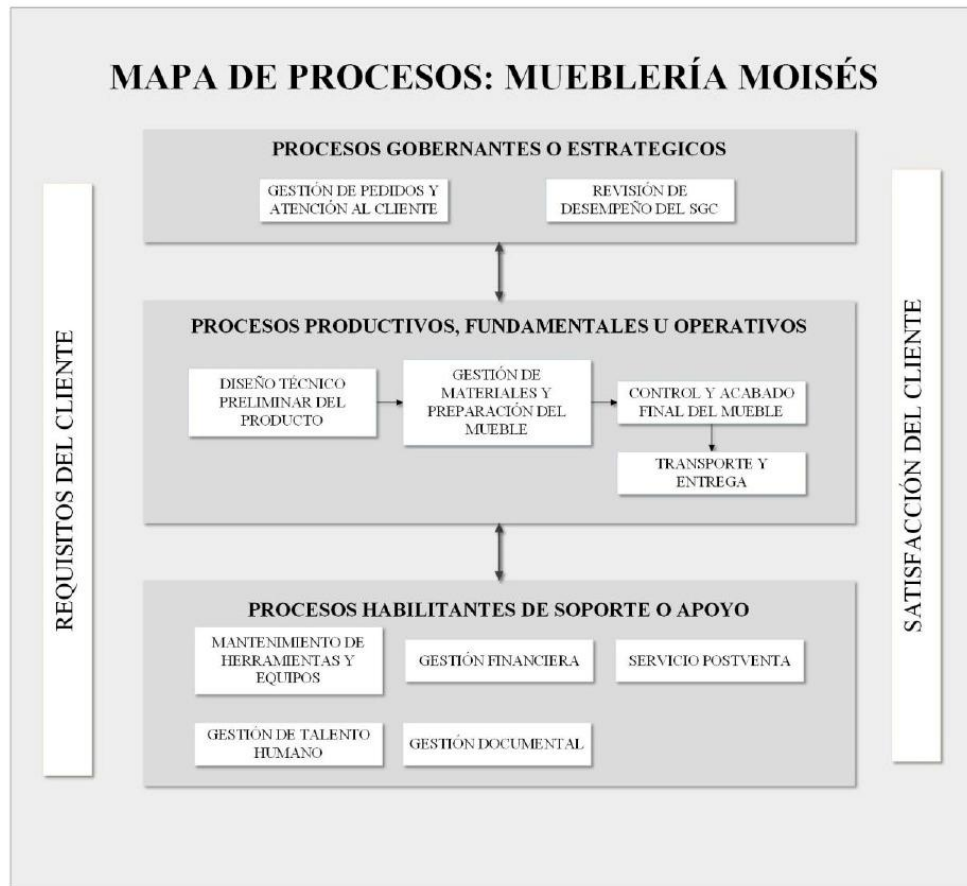 MAPA DE PROCESOS: MUEBLERÍA MOISÉS
REQUISITOS DEL CLIENTE
PROCESOS GOBERNANTES O ESTRATEGICOS
GESTIÓN DE PEDIDOS Y
ATENCIÓN AL CLIENTE
REVISIÓN DE
DESEMPEÑO DEL SGC
PROCESOS PRODUCTIVOS, FUNDAMENTALES U OPERATIVOS
DISEÑO TÉCNICO
PRELIMINAR DEL
PRODUCTO
GESTIÓN DE
MATERIALES Y
PREPARACIÓN DEL
MUEBLE
CONTROL Y ACABADO
FINAL DEL MUEBLE
TRANSPORTE Y
ENTREGA
PROCESOS HABILITANTES DE SOPORTE O APOYO
MANTENIMIENTO DE
HERRAMIENTAS Y
EQUIPOS
GESTIÓN FINANCIERA
SERVICIO POSTVENTA
GESTIÓN DE TALENTO
HUMANO
GESTIÓN DOCUMENTAL
SATISFACCIÓN DEL CLIENTE